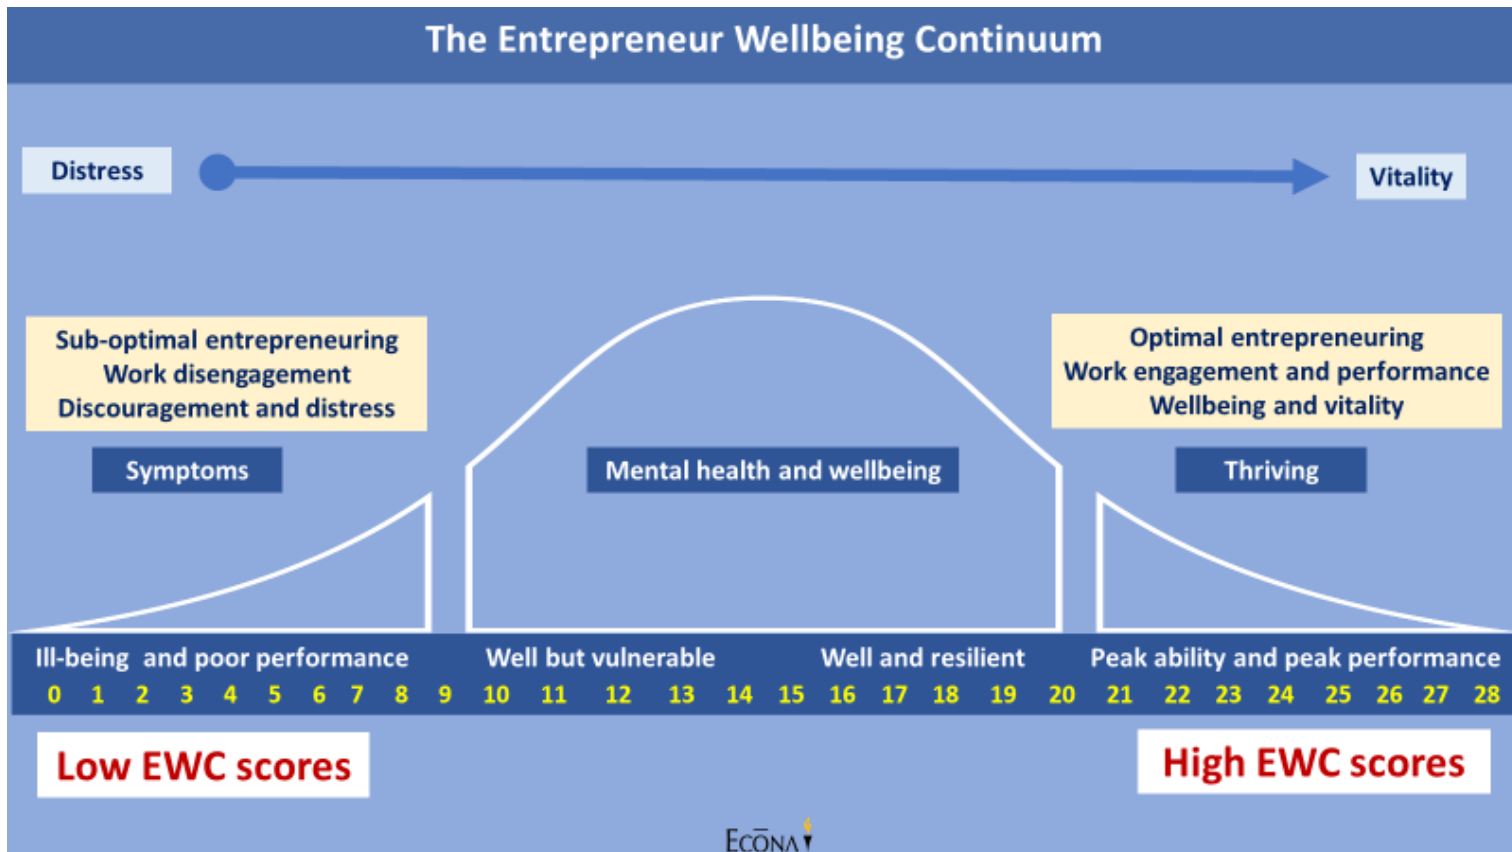 The Entrepreneur Wellbeing Continuum
Distress
Vitality
Sub-optimal entrepreneuring
Work disengagement
Discouragement and distress
Optimal entrepreneuring
Work engagement and performance
Wellbeing and vitality
Symptoms
Mental health and wellbeing
Thriving
Ill-being and poor performance
Well but vulnerable
Well and resilient
Peak ability and peak performance
0 1 2 3 4 5 6 7 8 9 10 11 12 13 14 15 16 17 18 19 20 21 22 23 24 25 26 27 28
Low EWC scores
High EWC scores
ECŌNA